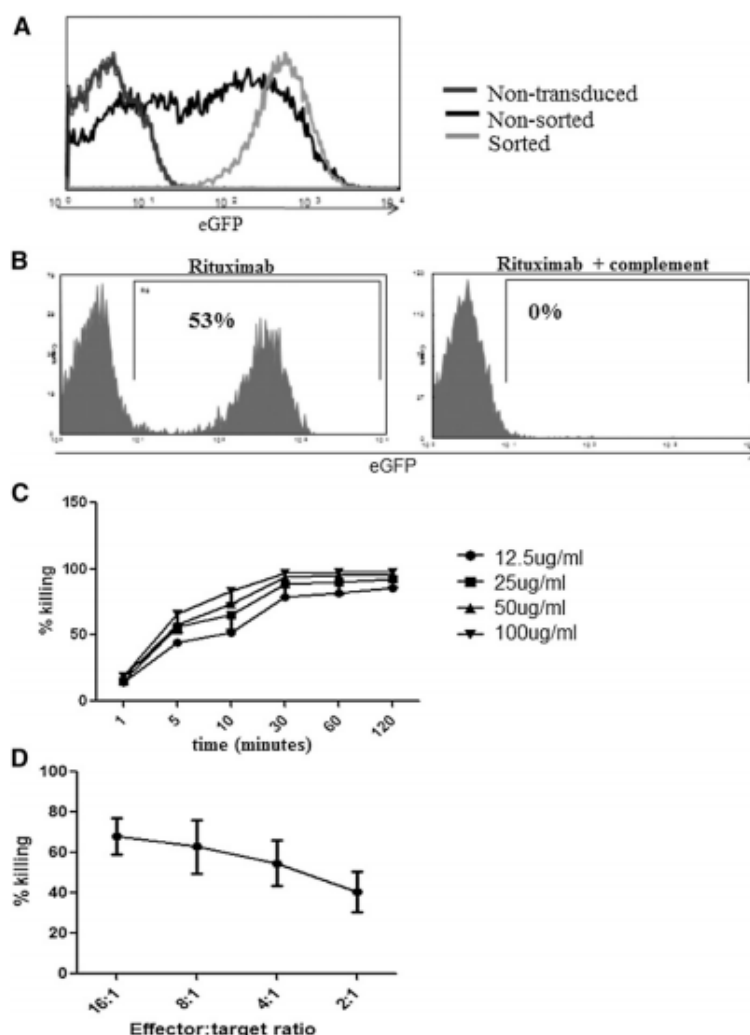 A
Non-transduced
Non-sorted
Sorted
10 0 10 1 10 2 10 3 10 4
eGFP
B
Rituximab
53%
Rituximab + complement
0%
eGFP
C
150
100
50
0
% killing
1 5 10 30 60 120
time (minutes)
12.5ug/ml
25ug/ml
50ug/ml
100ug/ml
D
100
80
60
40
20
0
% killing
16:1 8:1 4:1 2:1
Effector:target ratio